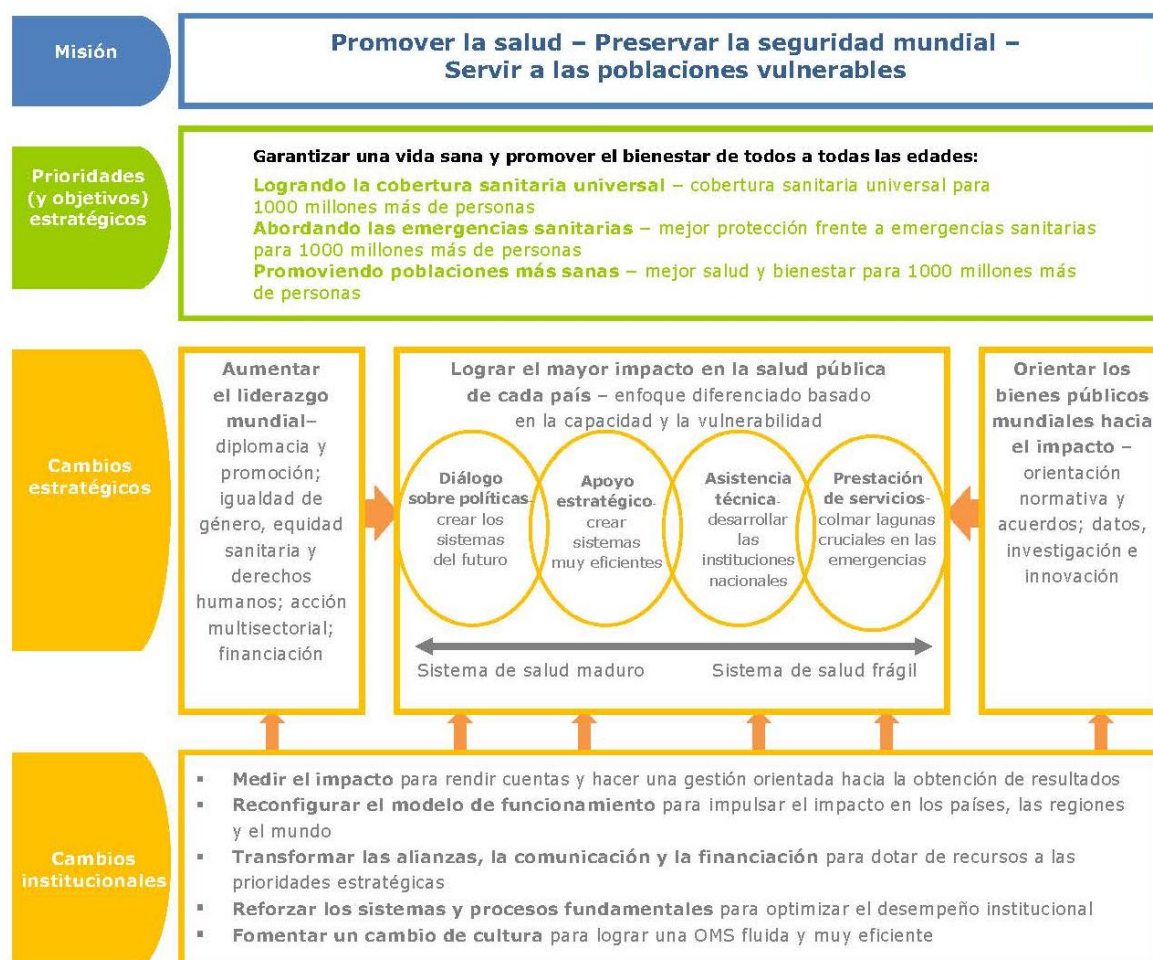 Misión
Promover la salud – Preservar la seguridad mundial –
Servir a las poblaciones vulnerables
Prioridades
(y objetivos)
estratégicos
Garantizar una vida sana y promover el bienestar de todos a todas las edades:
Logrando la cobertura sanitaria universal – cobertura sanitaria universal para
1000 millones más de personas
Abordando las emergencias sanitarias – mejor protección frente a emergencias sanitarias
para 1000 millones más de personas
Promoviendo poblaciones más sanas – mejor salud y bienestar para 1000 millones más
de personas
Cambios
estratégicos
Aumentar
el liderazgo
mundial–
diplomacia y
promoción;
igualdad de
género, equidad
sanitaria y
derechos
humanos; acción
multisectorial;
financiación
Lograr el mayor impacto en la salud pública
de cada país – enfoque diferenciado basado
en la capacidad y la vulnerabilidad
Diálogo
sobre políticas-
crear los
sistemas
del futuro
Apoyo
estratégico-
crear
sistemas
muy eficientes
Asistencia
técnica-
desarrollar
las
instituciones
nacionales
Prestación
de servicios-
colmar lagunas
cruciales en las
emergencias
Sistema de salud maduro
Sistema de salud frágil
Orientar los
bienes públicos
mundiales hacia
el impacto –
orientación
normativa y
acuerdos; datos,
investigación e
innovación
Cambios
institucionales
▪ Medir el impacto para rendir cuentas y hacer una gestión orientada hacia la obtención de resultados
▪ Reconfigurar el modelo de funcionamiento para impulsar el impacto en los países, las regiones
y el mundo
▪ Transformar las alianzas, la comunicación y la financiación para dotar de recursos a las
prioridades estratégicas
▪ Reforzar los sistemas y procesos fundamentales para optimizar el desempeño institucional
▪ Fomentar un cambio de cultura para lograr una OMS fluida y muy eficiente